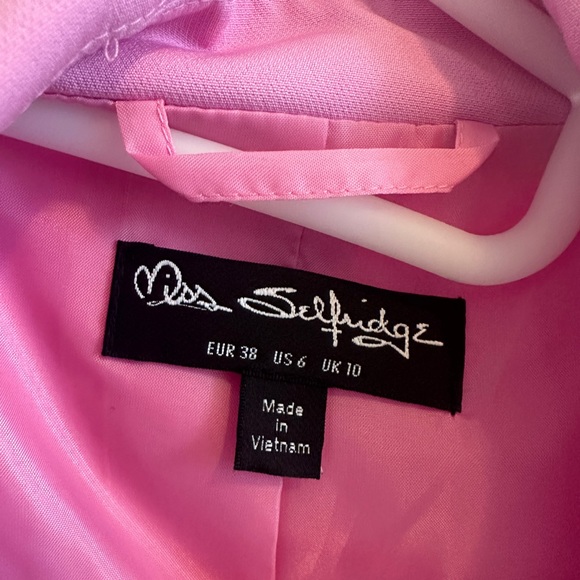 Miss Selfridge
EUR 38 US 6 UK 10
Made
in
Vietnam